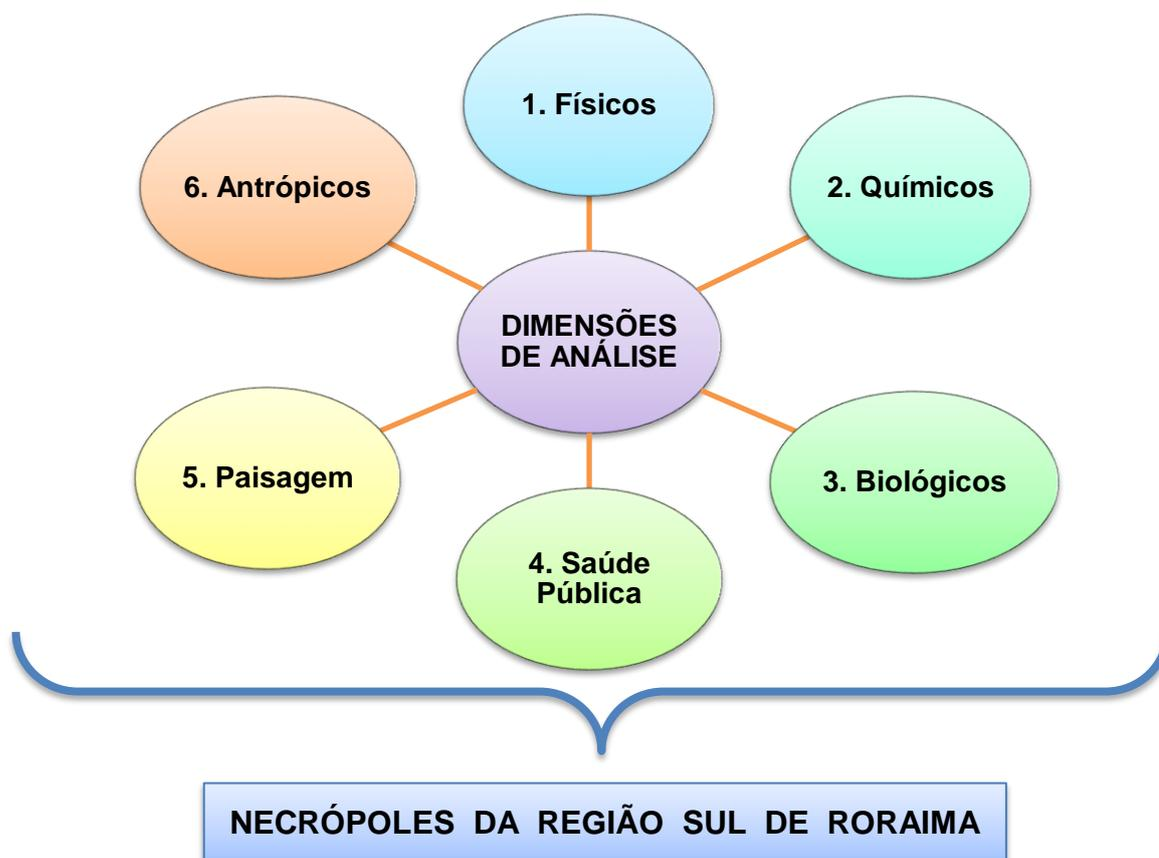 1. Físicos
6. Antrópicos
2. Químicos
DIMENSÕES
DE ANÁLISE
5. Paisagem
3. Biológicos
4. Saúde
Pública
NECRÓPOLES DA REGIÃO SUL DE RORAIMA